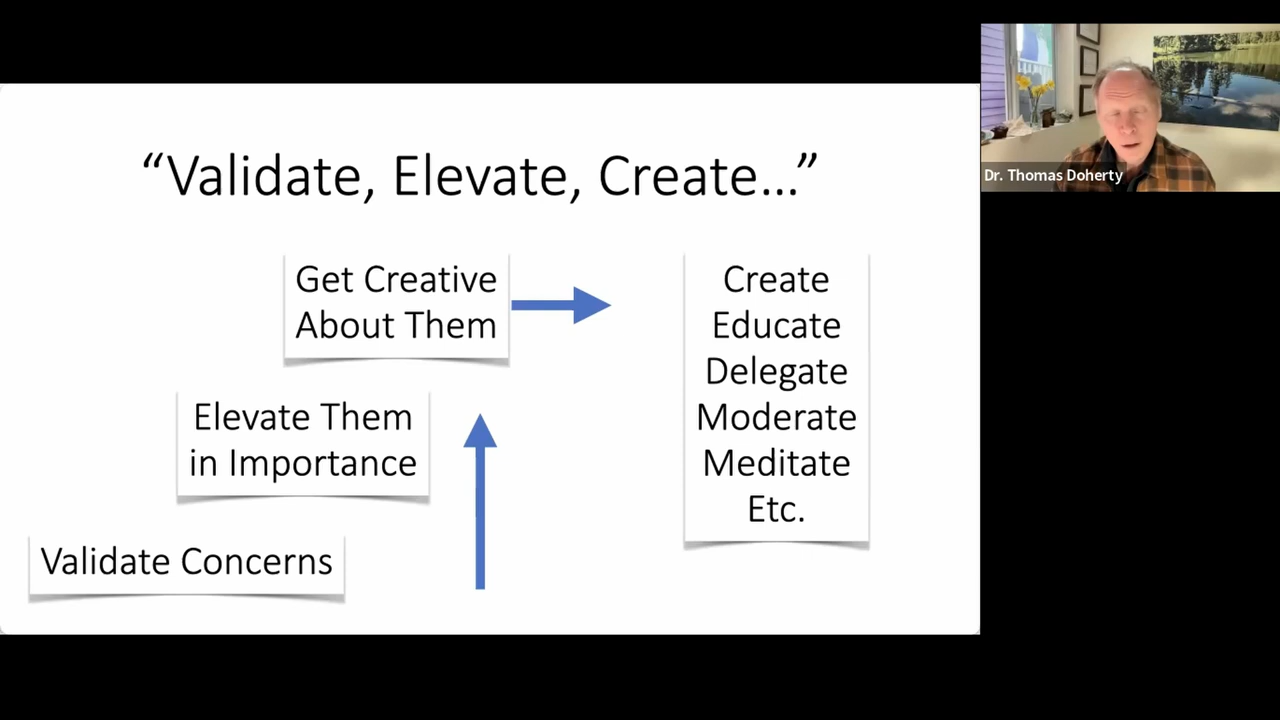 “Validate, Elevate, Create…”
Get Creative
About Them
Elevate Them
in Importance
Validate Concerns
Create
Educate
Delegate
Moderate
Meditate
Etc.
Dr. Thomas Doherty